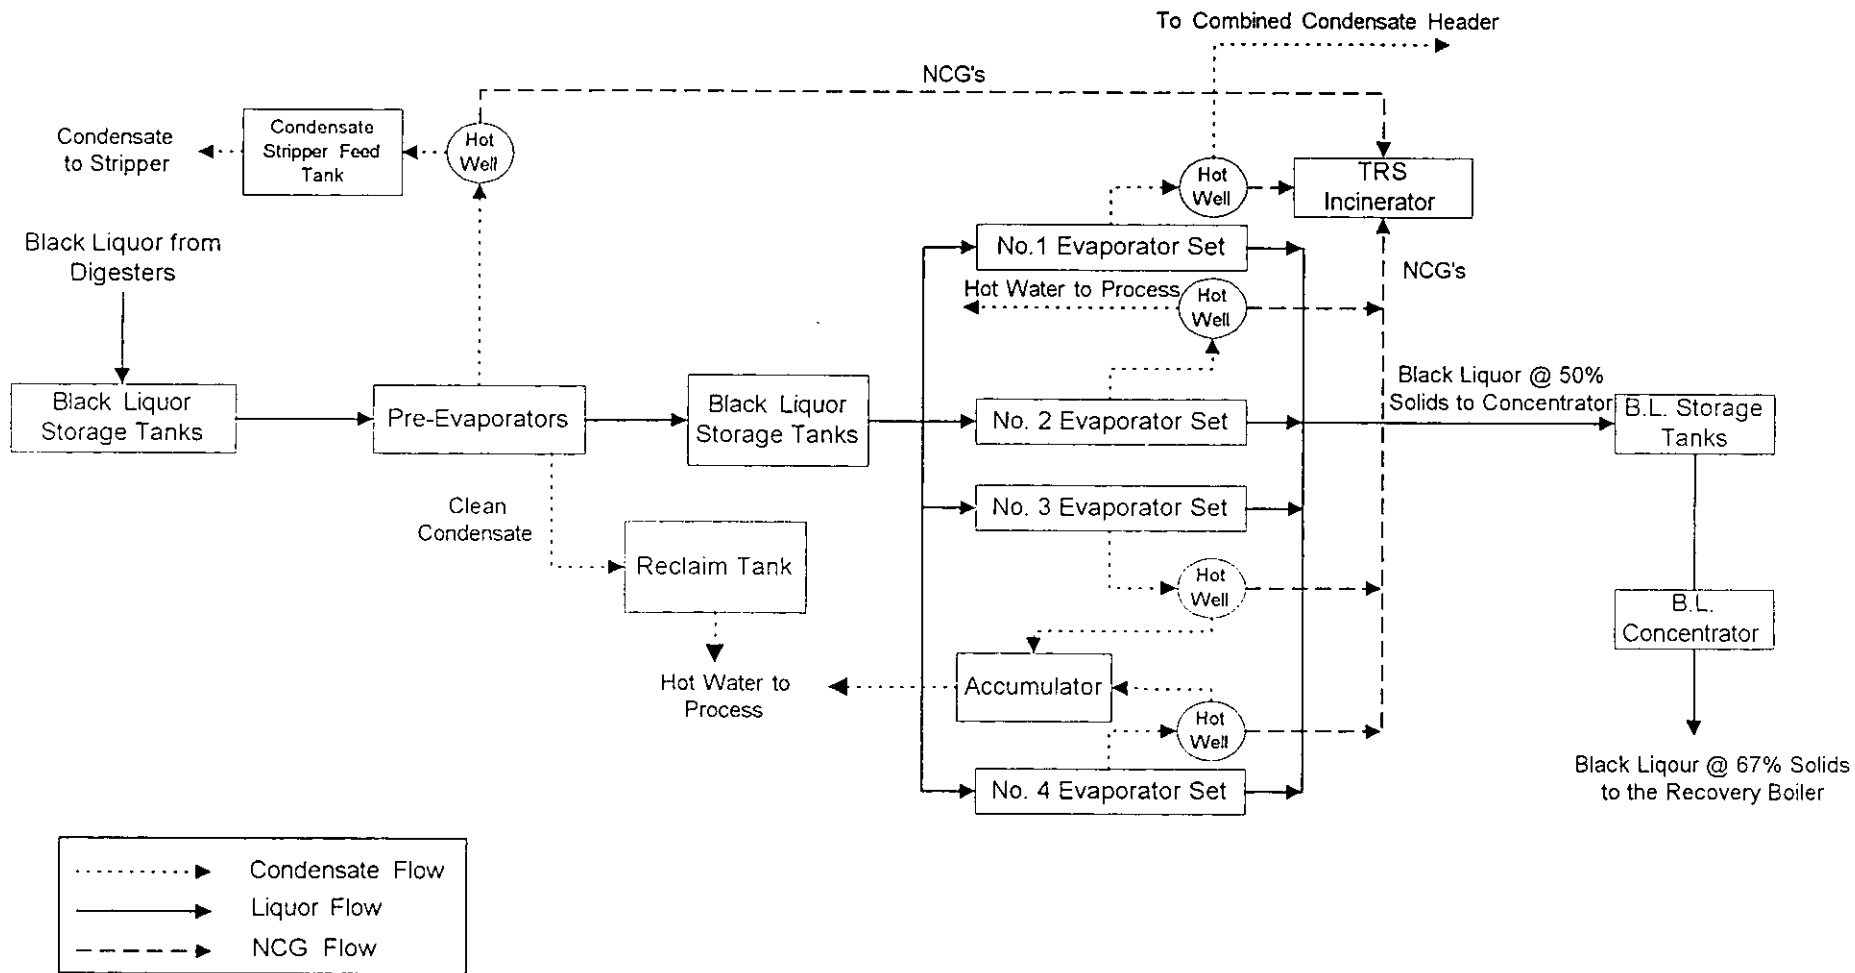 To Combined Condensate Header
NCG's
Condensate
to Stripper
Condensate
Stripper Feed
Tank
Hot
Well
Hot
Well
TRS
Incinerator
Black Liquor from
Digesters
No.1 Evaporator Set
NCG's
Hot Water to Process
Hot
Well
Black Liquor
Storage Tanks
Pre-Evaporators
Black Liquor
Storage Tanks
No. 2 Evaporator Set
Black Liquor @ 50%
Solids to Concentrator
B.L. Storage
Tanks
Clean
Condensate
No. 3 Evaporator Set
Reclaim Tank
Hot
Well
B.L.
Concentrator
Hot Water to
Process
Accumulator
Hot
Well
No. 4 Evaporator Set
Black Liqour @ 67% Solids
to the Recovery Boiler
Condensate Flow
Liquor Flow
NCG Flow